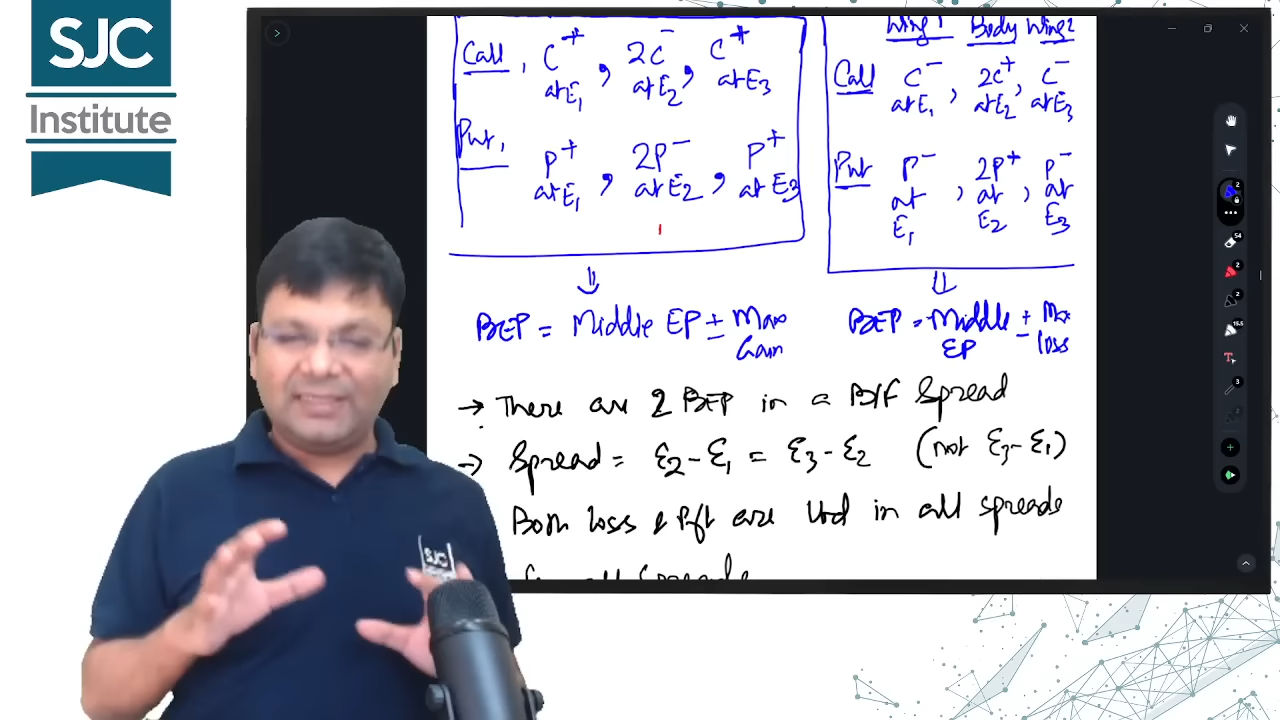 SJC
Institute
Call, C⁺ at E₁, 2C⁻ at E₂, C⁺ at E₃
Put, P⁺ at E₁, 2P⁻ at E₂, P⁺ at E₃
BEP = Middle EP ± Max Gain
Wing 1 Body Wing 2
Call C⁻ at E₁, 2C⁺ at E₂, C⁻ at E₃
Put P⁻ at E₁, 2P⁺ at E₂, P⁻ at E₃
BEP = Middle EP ± Max loss
→ There are 2 BEP in a B/F Spread
→ Spread = E₂ - E₁ = E₃ - E₂ (not E₃ - E₁)
Both loss & Pft are Ltd in all spreads
all Spreads
SJC